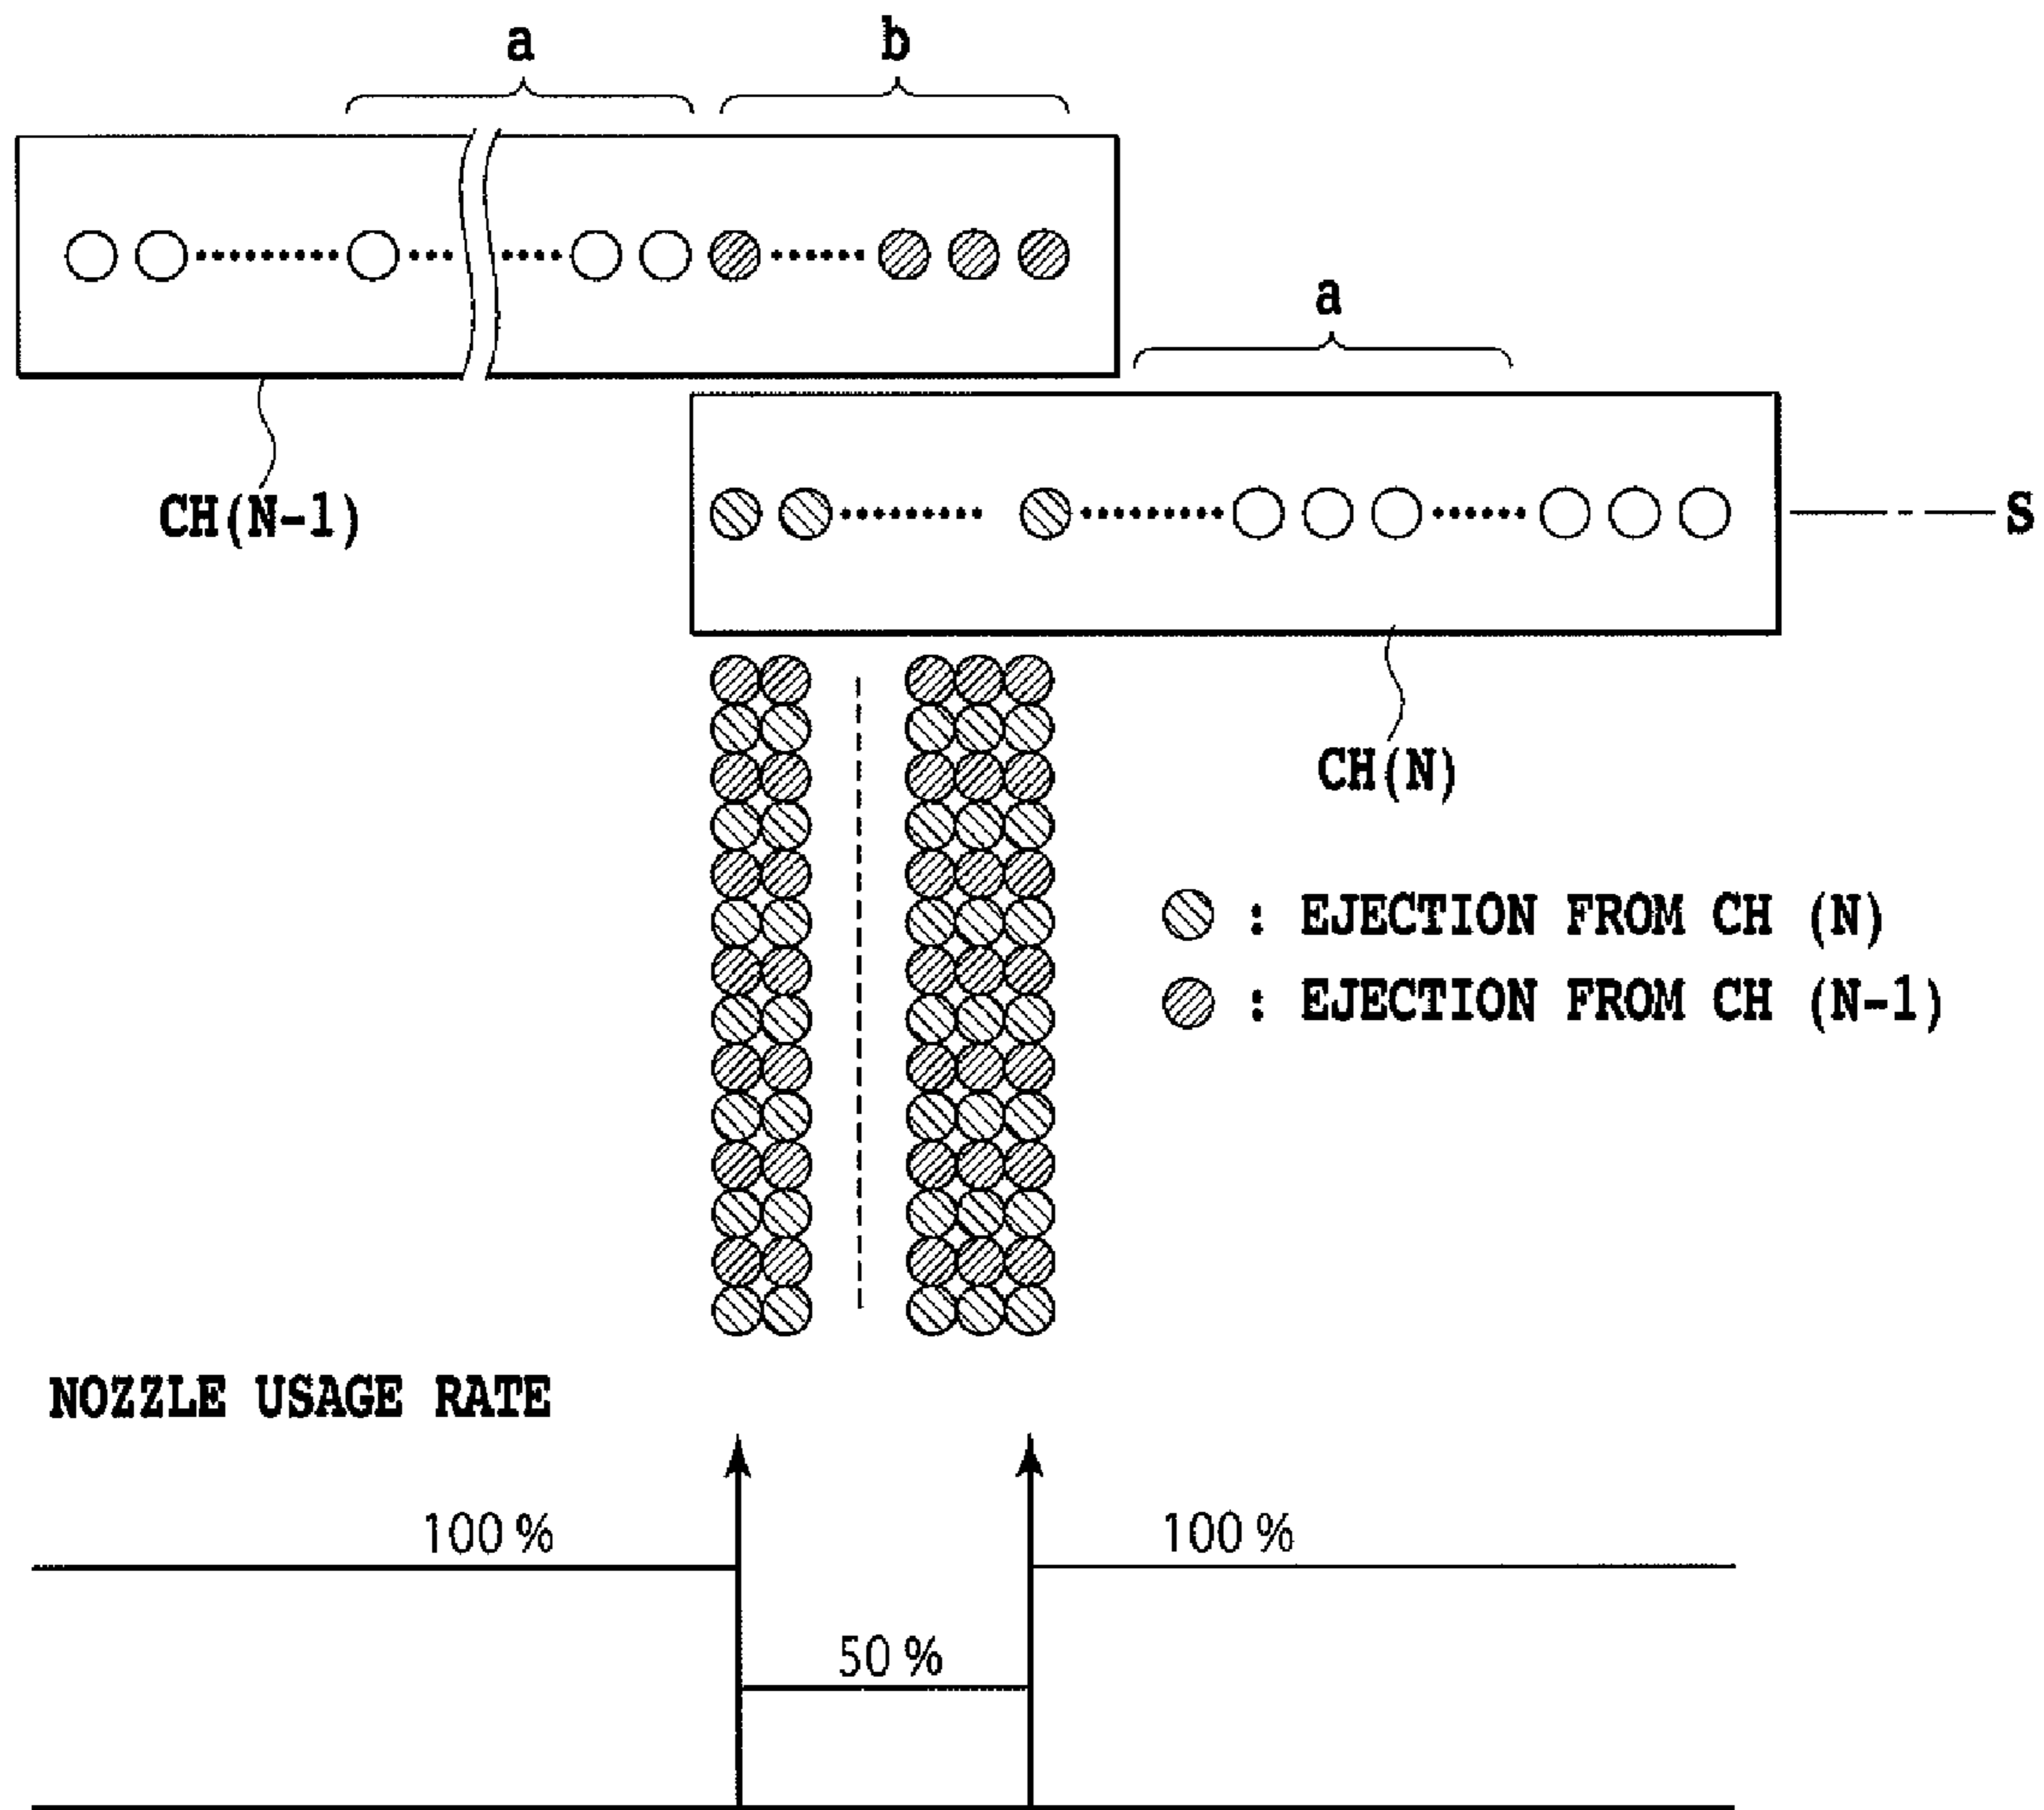 a
b
a
CH(N-1)
S
CH(N)
: EJECTION FROM CH (N)
: EJECTION FROM CH (N-1)
NOZZLE USAGE RATE
100 %
100 %
50 %